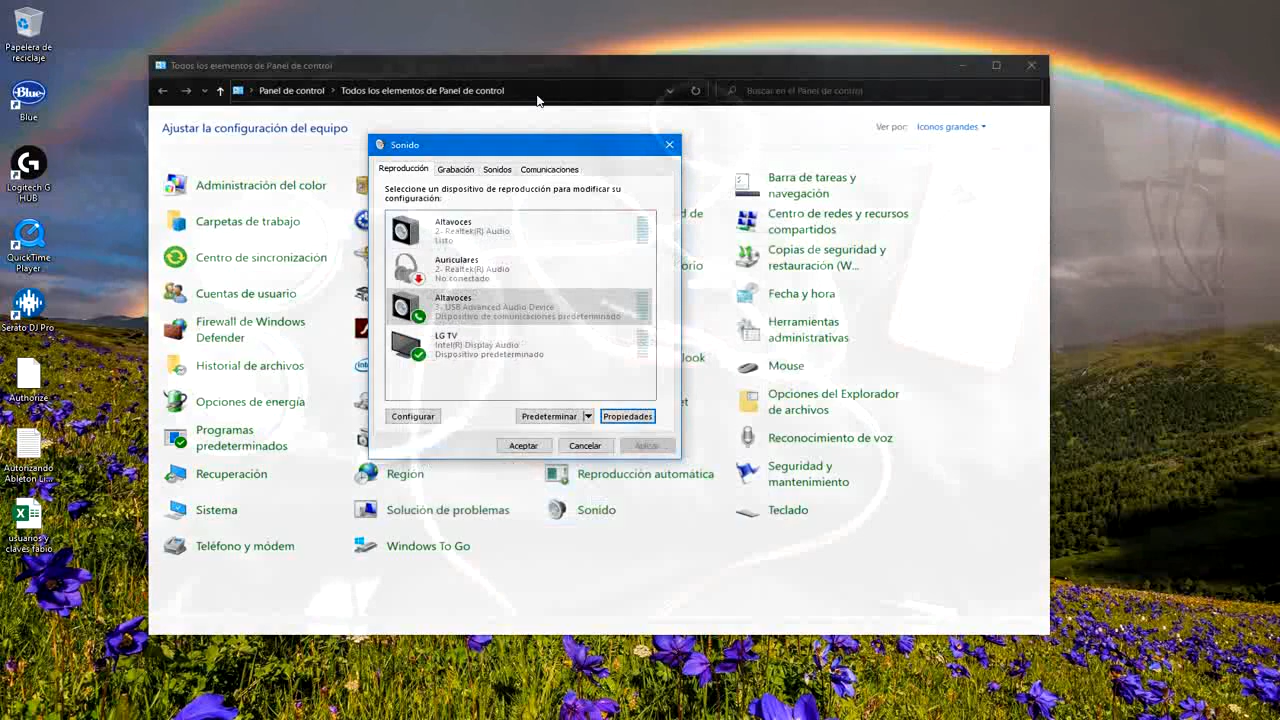 Papelera de
reciclaje
Blue
Logitech G
HUB
QuickTime
Player
Serato DJ Pro
Authorize
Autorizando
Ableton Li...
usuarios y
claves fabio
Todos los elementos de Panel de control
Panel de control
Todos los elementos de Panel de control
Buscar en el Panel de control
Ajustar la configuración del equipo
Ver por:
Iconos grandes
Administración del color
Carpetas de trabajo
Centro de sincronización
Cuentas de usuario
Firewall de Windows
Defender
Historial de archivos
Opciones de energía
Programas
predeterminados
Recuperación
Sistema
Teléfono y módem
Sonido
Reproducción
Grabación
Sonidos
Comunicaciones
Seleccione un dispositivo de reproducción para modificar su
configuración:
Altavoces
2- Realtek(R) Audio
Listo
Auriculares
2- Realtek(R) Audio
No conectado
Altavoces
3- USB Advanced Audio Device
Dispositivo de comunicaciones predeterminado
LG TV
Intel(R) Display Audio
Dispositivo predeterminado
Configurar
Predeterminar
Propiedades
Aceptar
Cancelar
Aplicar
intel
d de
orio
look
et
Región
Solución de problemas
Windows To Go
Reproducción automática
Sonido
Barra de tareas y
navegación
Centro de redes y recursos
compartidos
Copias de seguridad y
restauración (W...
Fecha y hora
Herramientas
administrativas
Mouse
Opciones del Explorador
de archivos
Reconocimiento de voz
Seguridad y
mantenimiento
Teclado